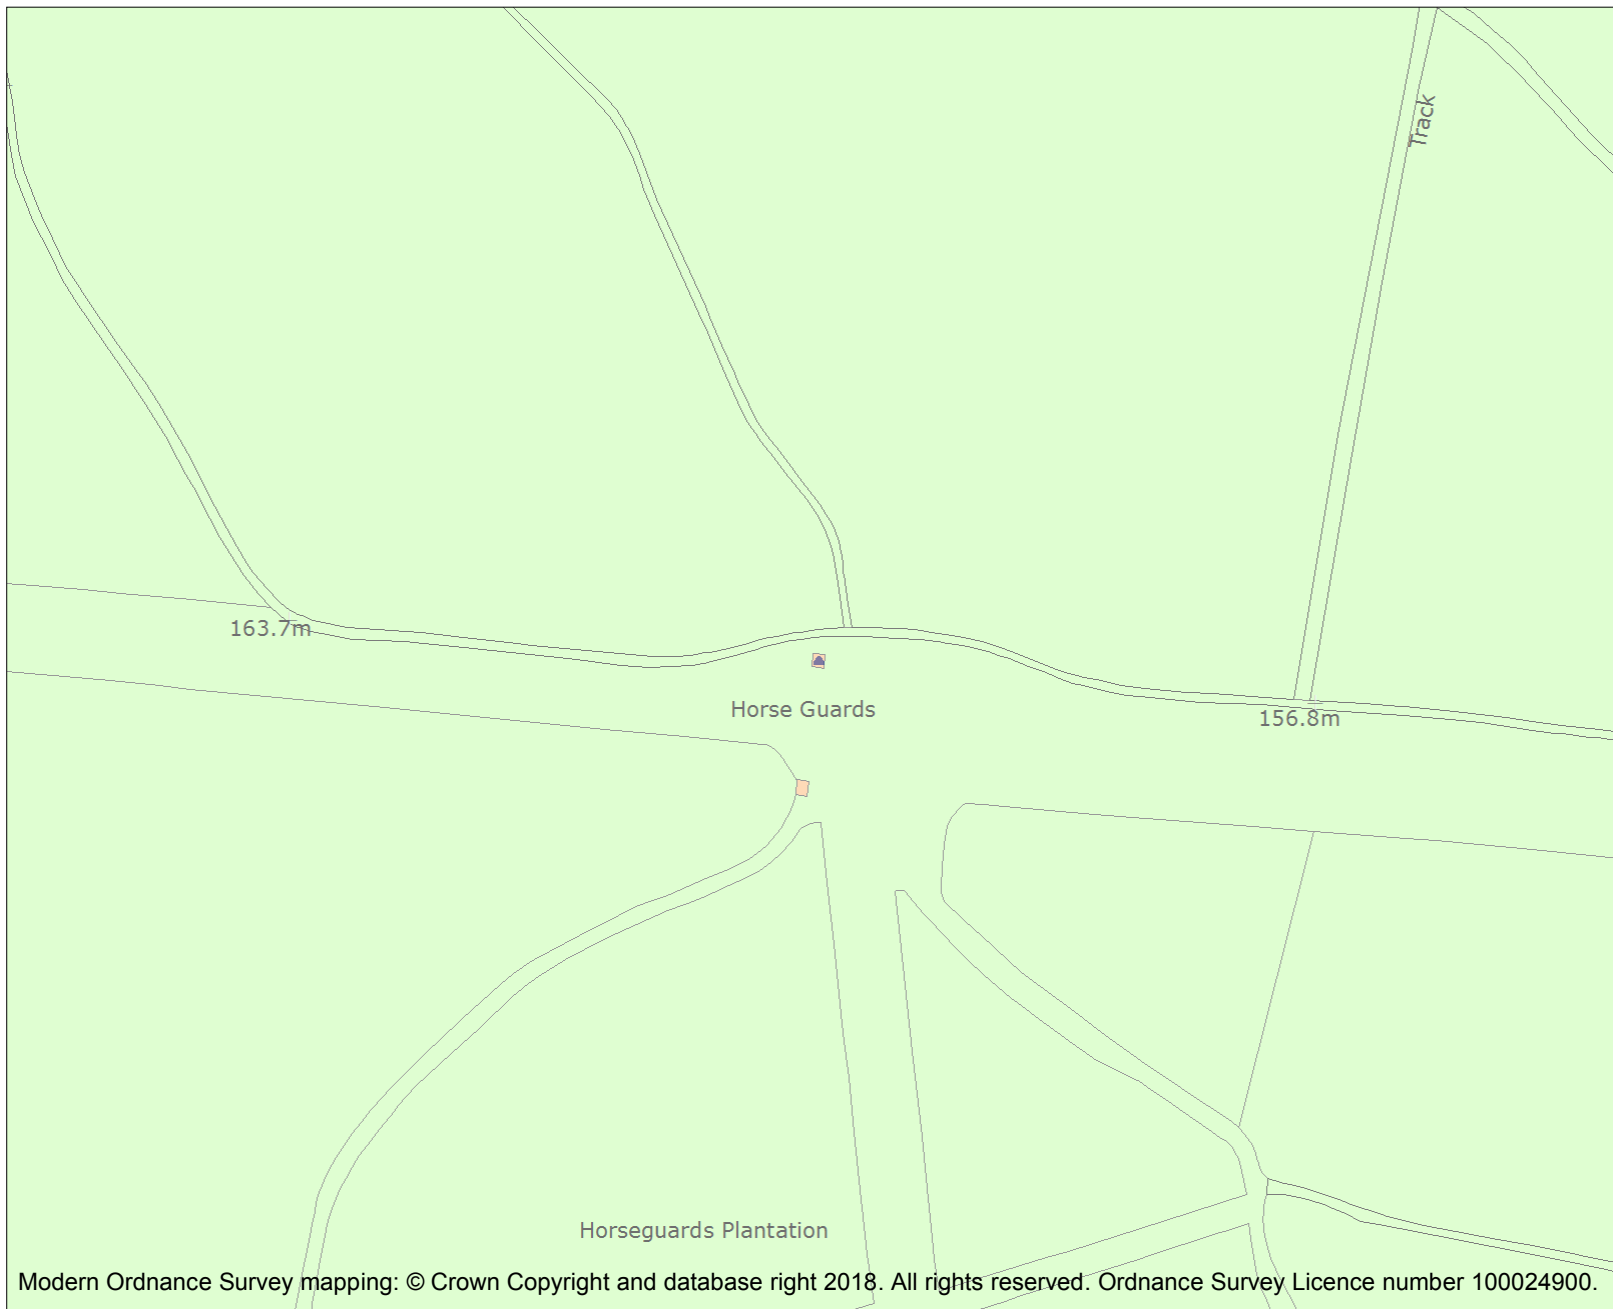 Track
163.7m
Horse Guards
156.8m
Horseguards Plantation
Modern Ordnance Survey mapping: © Crown Copyright and database right 2018. All rights reserved. Ordnance Survey Licence number 100024900.